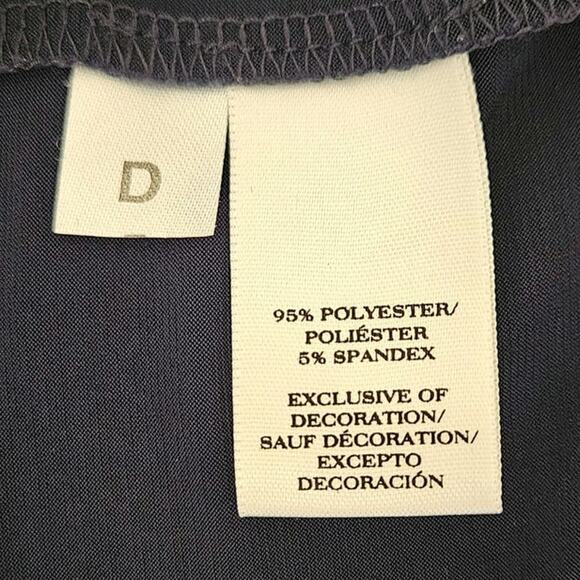 D
95% POLYESTER/
POLIÉSTER
5% SPANDEX
EXCLUSIVE OF
DECORATION/
SAUF DÉCORATION/
EXCEPTO
DECORACIÓN